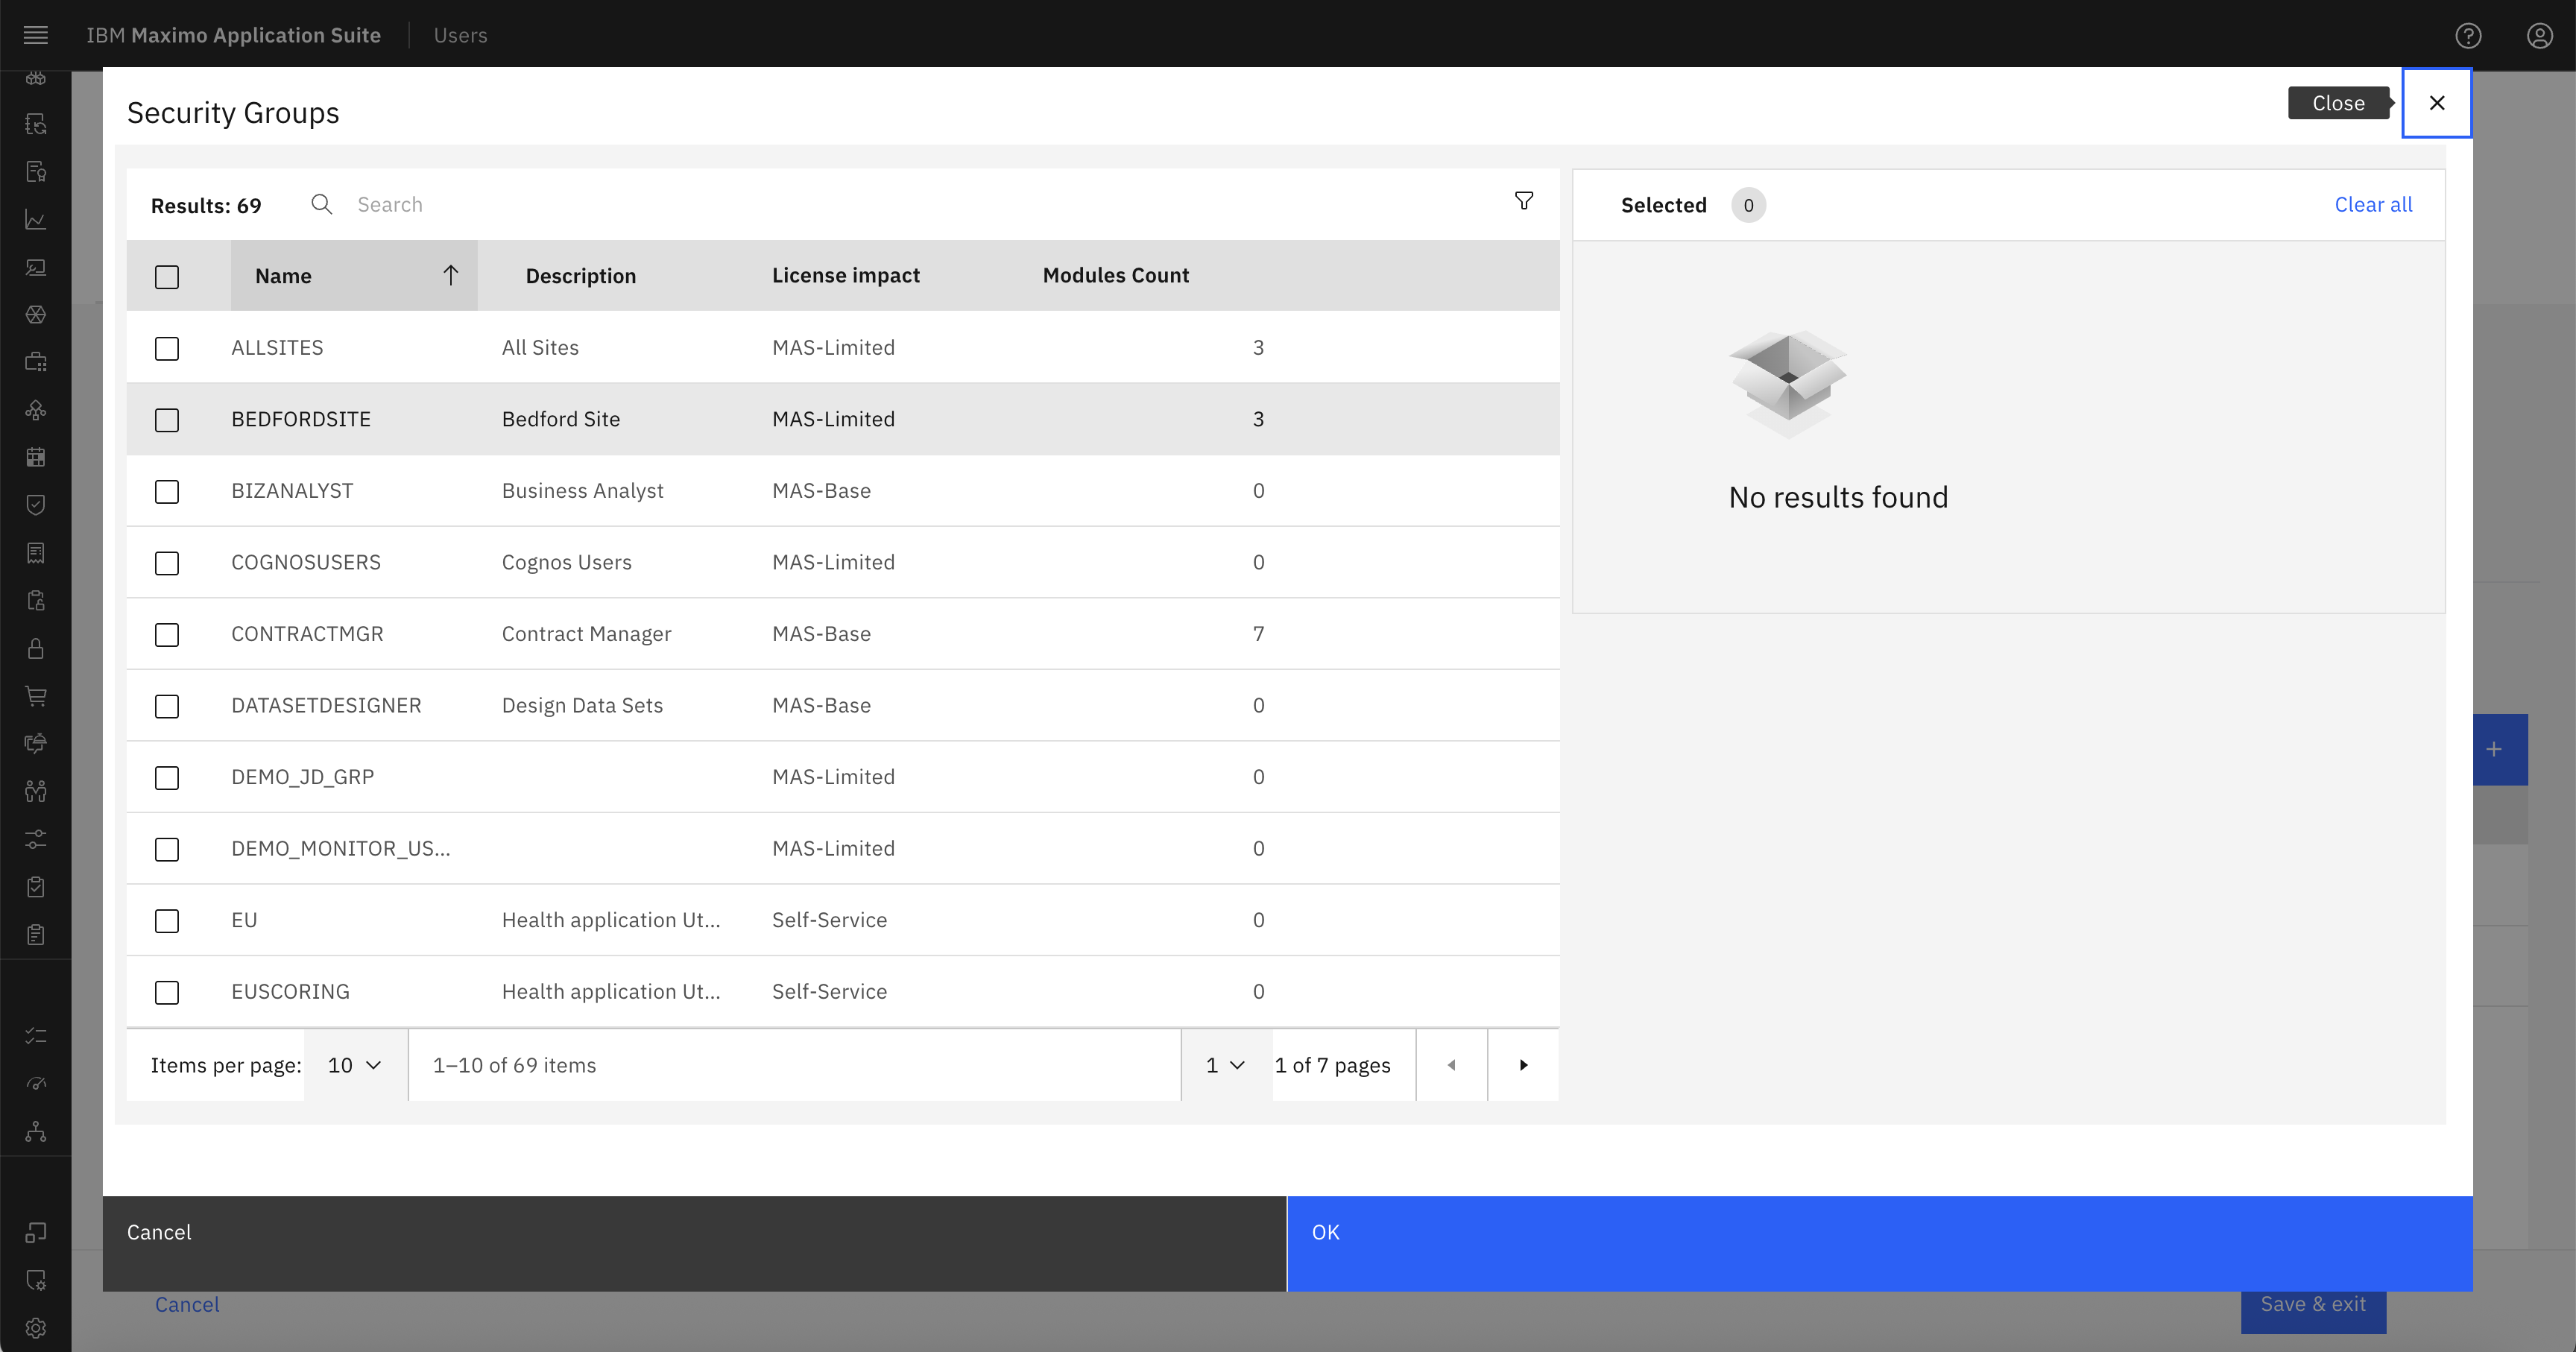 IBM Maximo Application Suite Users
Security Groups
Close
Results: 69 Search
Selected 0 Clear all
Name Description License impact Modules Count
ALLSITES All Sites MAS-Limited 3
BEDFORDSITE Bedford Site MAS-Limited 3
BIZANALYST Business Analyst MAS-Base 0
COGNOSUSERS Cognos Users MAS-Limited 0
CONTRACTMGR Contract Manager MAS-Base 7
DATASETDESIGNER Design Data Sets MAS-Base 0
DEMO_JD_GRP MAS-Limited 0
DEMO_MONITOR_US... MAS-Limited 0
EU Health application Ut... Self-Service 0
EUSCORING Health application Ut... Self-Service 0
No results found
Items per page: 10 1–10 of 69 items 1 1 of 7 pages
Cancel OK
Cancel Save & exit